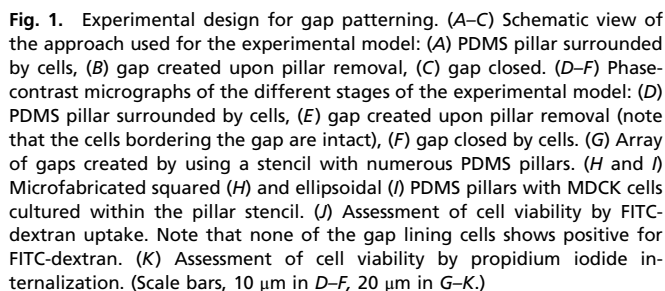 Fig. 1. Experimental design for gap patterning. (A–C) Schematic view of
the approach used for the experimental model: (A) PDMS pillar surrounded
by cells, (B) gap created upon pillar removal, (C) gap closed. (D–F) Phase-
contrast micrographs of the different stages of the experimental model: (D)
PDMS pillar surrounded by cells, (E) gap created upon pillar removal (note
that the cells bordering the gap are intact), (F) gap closed by cells. (G) Array
of gaps created by using a stencil with numerous PDMS pillars. (H and I)
Microfabricated squared (H) and ellipsoidal (I) PDMS pillars with MDCK cells
cultured within the pillar stencil. (J) Assessment of cell viability by FITC-
dextran uptake. Note that none of the gap lining cells shows positive for
FITC-dextran. (K) Assessment of cell viability by propidium iodide in-
ternalization. (Scale bars, 10 μm in D–F, 20 μm in G–K.)